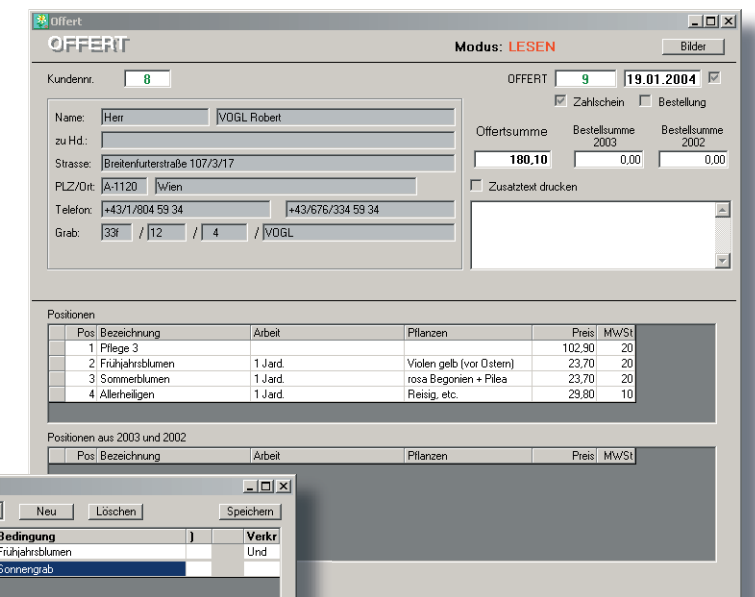 Offert
OFFERT Modus: LESEN Bilder
Kundennr. 8 OFFERT 9 19.01.2004
Zahlschein Bestellung
Name: Herr VOGL Robert
zu Hd.:
Offertsumme Bestellsumme 2003 Bestellsumme 2002
Strasse: Breitenfurterstraße 107/3/17 180,10 0,00 0,00
PLZ/Ort: A-1120 Wien Zusatztext drucken
Telefon: +43/1/804 59 34 +43/676/334 59 34
Grab: 33f / 12 / 4 / VOGL
Positionen
Pos Bezeichnung Arbeit Pflanzen Preis MWSt
1 Pflege 3 102,90 20
2 Frühjahrsblumen 1 Jard. Violen gelb (vor Ostern) 23,70 20
3 Sommerblumen 1 Jard. rosa Begonien + Pilea 23,70 20
4 Allerheiligen 1 Jard. Reisig, etc. 29,80 10
Positionen aus 2003 und 2002
Pos Bezeichnung Arbeit Pflanzen Preis MWSt
Neu Löschen Speichern
Bedingung ) Verkr
Frühjahrsblumen Und
Sonnengrab